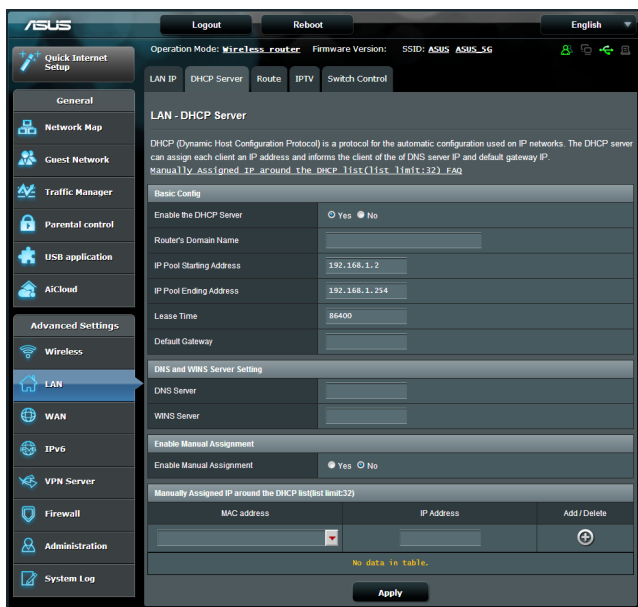 ASUS
Logout
Reboot
English
Quick Internet
Setup
Operation Mode: Wireless router Firmware Version: SSID: ASUS ASUS_5G
LAN IP
DHCP Server
Route
IPTV
Switch Control
General
Network Map
Guest Network
Traffic Manager
Parental control
USB application
AiCloud
Advanced Settings
Wireless
LAN
WAN
IPv6
VPN Server
Firewall
Administration
System Log
LAN - DHCP Server
DHCP (Dynamic Host Configuration Protocol) is a protocol for the automatic configuration used on IP networks. The DHCP server
can assign each client an IP address and informs the client of the of DNS server IP and default gateway IP.
Manually Assigned IP around the DHCP list(list limit:32) FAQ
Basic Config
Enable the DHCP Server Yes No
Router's Domain Name
IP Pool Starting Address 192.168.1.2
IP Pool Ending Address 192.168.1.254
Lease Time 86400
Default Gateway
DNS and WINS Server Setting
DNS Server
WINS Server
Enable Manual Assignment
Enable Manual Assignment Yes No
Manually Assigned IP around the DHCP list(list limit:32)
MAC address IP Address Add / Delete
No data in table.
Apply